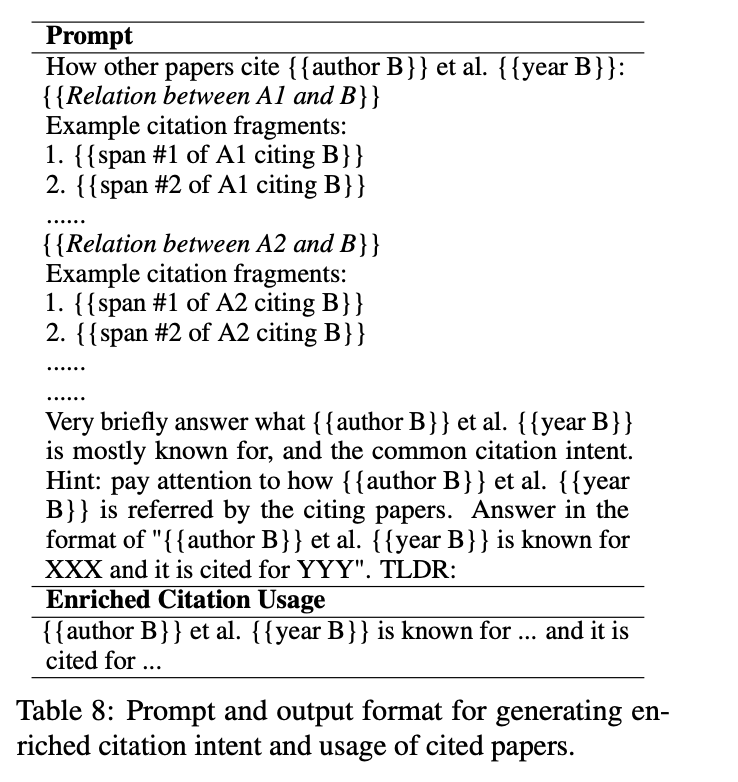 Prompt
How other papers cite {{author B}} et al. {{year B}}:
{{Relation between A1 and B}}
Example citation fragments:
1. {{span #1 of A1 citing B}}
2. {{span #2 of A1 citing B}}
......
{{Relation between A2 and B}}
Example citation fragments:
1. {{span #1 of A2 citing B}}
2. {{span #2 of A2 citing B}}
......
......
Very briefly answer what {{author B}} et al. {{year B}}
is mostly known for, and the common citation intent.
Hint: pay attention to how {{author B}} et al. {{year
B}} is referred by the citing papers. Answer in the
format of "{{author B}} et al. {{year B}} is known for
XXX and it is cited for YYY". TLDR:
Enriched Citation Usage
{{author B}} et al. {{year B}} is known for ... and it is
cited for ...
Table 8: Prompt and output format for generating en-
riched citation intent and usage of cited papers.